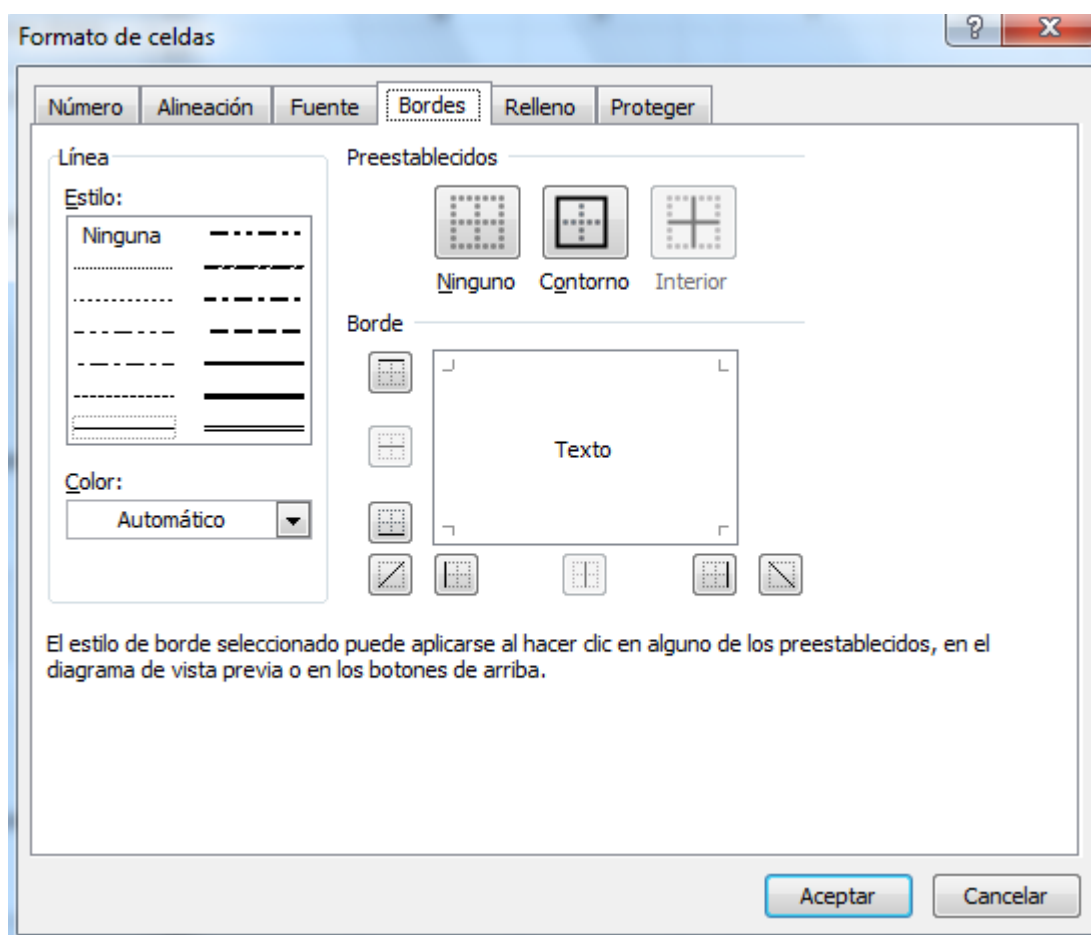 Formato de celdas
Número Alineación Fuente Bordes Relleno Proteger
Línea
Estilo:
Ninguna
Color:
Automático
Preestablecidos
Ninguno Contorno Interior
Borde
Texto
El estilo de borde seleccionado puede aplicarse al hacer clic en alguno de los preestablecidos, en el
diagrama de vista previa o en los botones de arriba.
Aceptar Cancelar